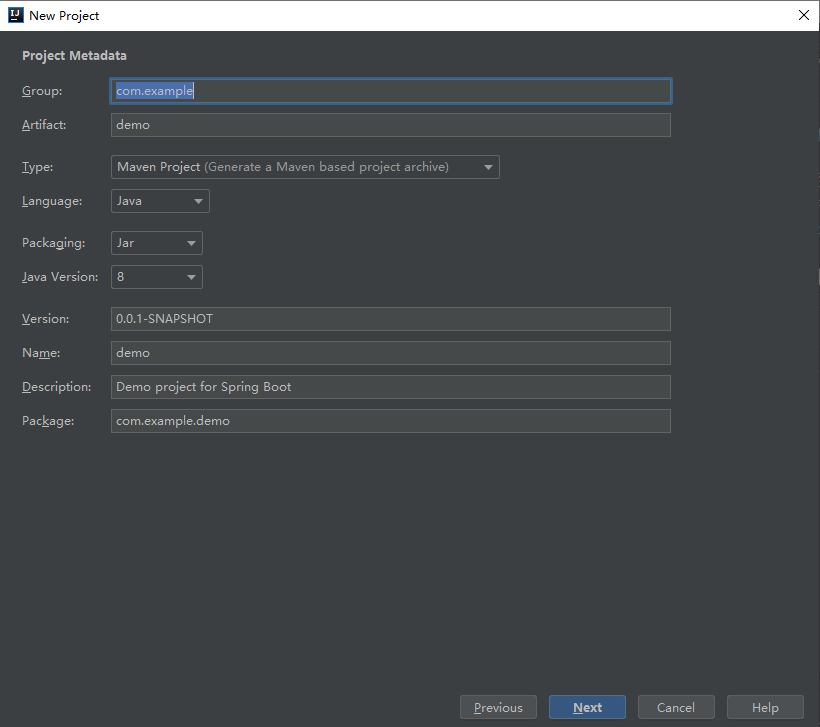 New Project
Project Metadata
Group: com.example
Artifact: demo
Type: Maven Project (Generate a Maven based project archive)
Language: Java
Packaging: Jar
Java Version: 8
Version: 0.0.1-SNAPSHOT
Name: demo
Description: Demo project for Spring Boot
Package: com.example.demo
Previous Next Cancel Help